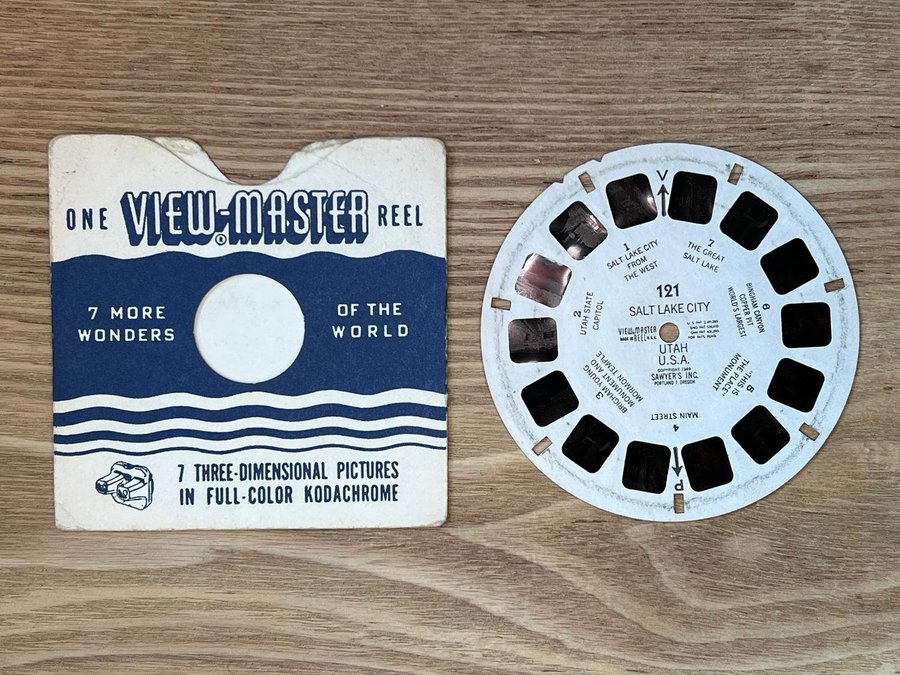 ONE VIEW-MASTER® REEL
7 MORE
WONDERS
OF THE
WORLD
7 THREE-DIMENSIONAL PICTURES
IN FULL-COLOR KODACHROME
V
1
SALT LAKE CITY
FROM
THE WEST
7
THE GREAT
SALT LAKE
2
UTAH STATE
CAPITOL
6
BINGHAM CANYON
COPPER PIT
WORLD'S LARGEST
121
SALT LAKE CITY
VIEW-MASTER
REEL
UTAH
U.S.A.
COPYRIGHT 1949
SAWYER'S INC.
PORTLAND 7, OREGON
3
BRIGHAM YOUNG
MONUMENT AND
MORMON TEMPLE
5
"THIS IS
THE PLACE"
MONUMENT
MAIN STREET
4
P